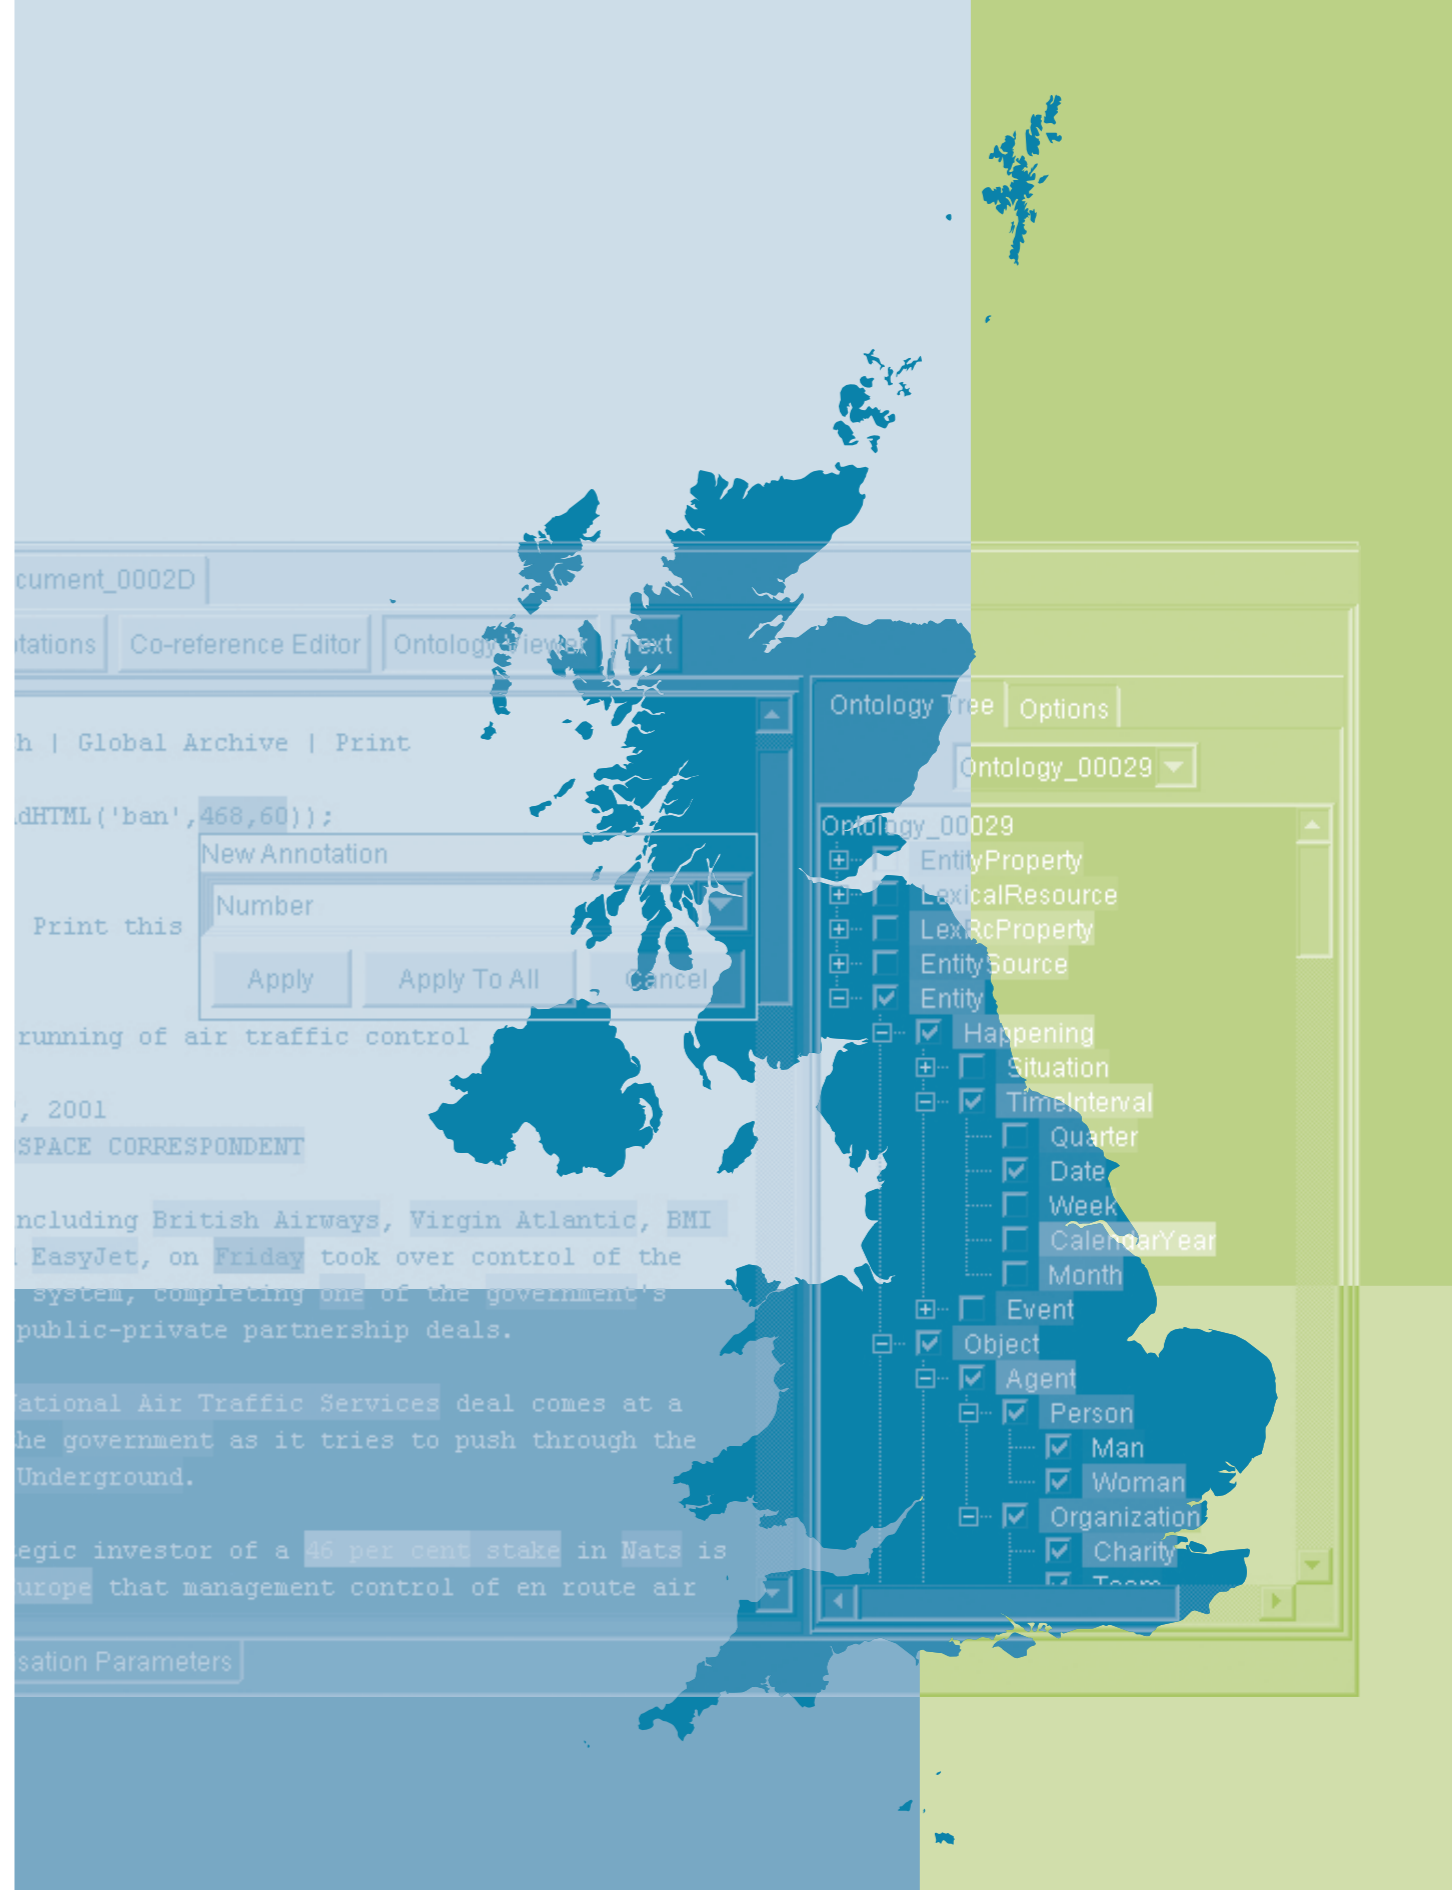 cument_0002D
tations Co-reference Editor Ontology Viewer Text
h | Global Archive | Print
dHTML('ban',468,60));
New Annotation
Number
Print this
Apply Apply To All Cancel
running of air traffic control
, 2001
SPACE CORRESPONDENT
ncluding British Airways, Virgin Atlantic, BMI
EasyJet, on Friday took over control of the
system, completing one of the government's
public-private partnership deals.
ational Air Traffic Services deal comes at a
he government as it tries to push through the
Underground.
egic investor of a 46 per cent stake in Nats is
urope that management control of en route air
sation Parameters
Ontology Tree Options
Ontology_00029
Ontology_00029
EntityProperty
LexicalResource
LexRcProperty
EntitySource
Entity
Happening
Situation
TimeInterval
Quarter
Date
Week
CalendarYear
Month
Event
Object
Agent
Person
Man
Woman
Organization
Charity
Team